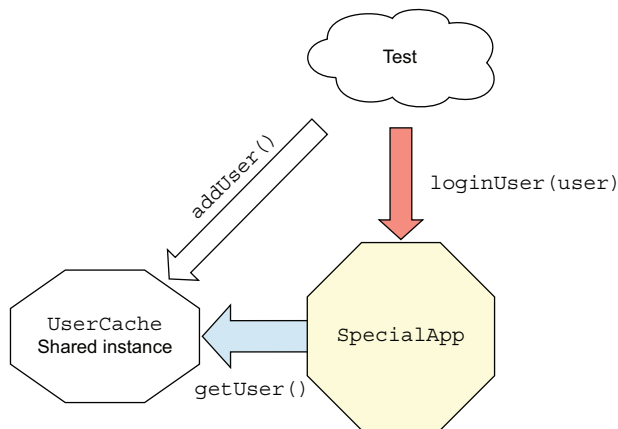 Test
addUser()
loginUser(user)
UserCache
Shared instance
SpecialApp
getUser()